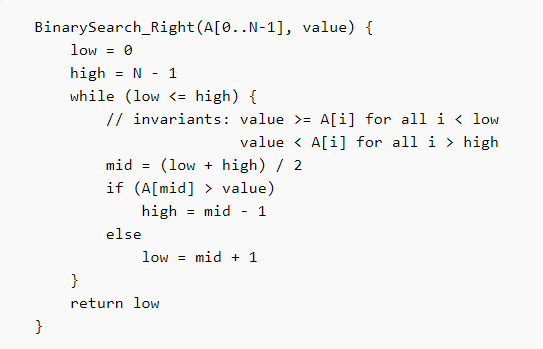 BinarySearch_Right(A[0..N-1], value) {
    low = 0
    high = N - 1
    while (low <= high) {
        // invariants: value >= A[i] for all i < low
                       value < A[i] for all i > high
        mid = (low + high) / 2
        if (A[mid] > value)
            high = mid - 1
        else
            low = mid + 1
    }
    return low
}